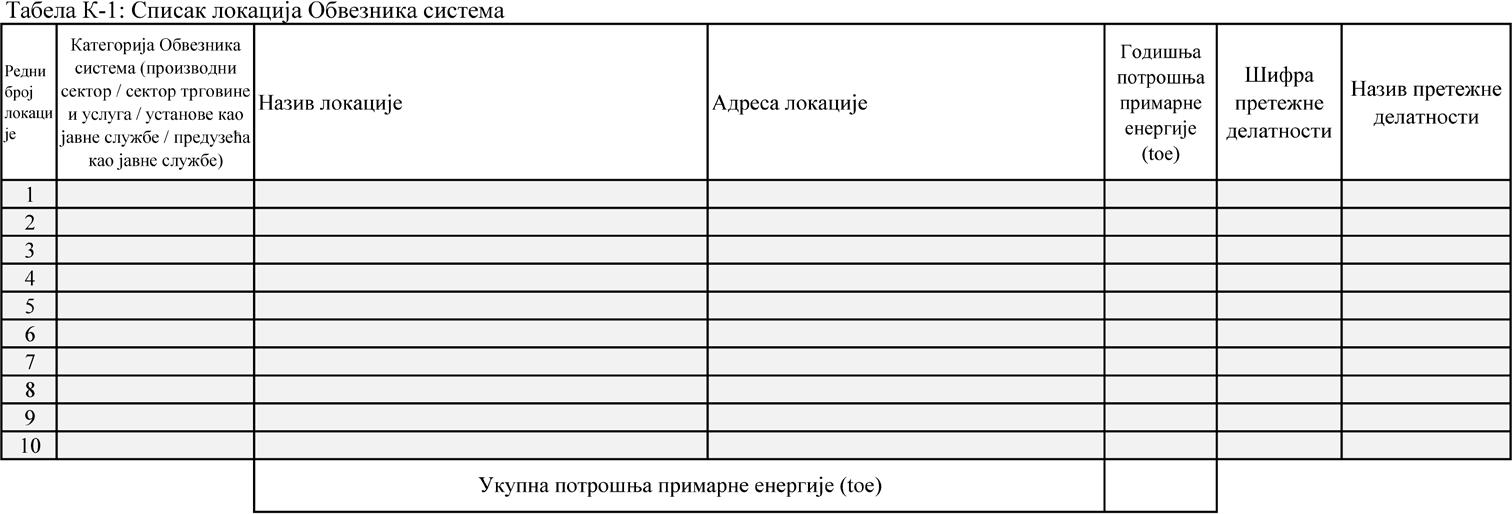 Табела К-1: Списак локација Обвезника система
Редни
број
локаци
је
Категорија Обвезника
система (производни
сектор / сектор трговине
и услуга / установе као
јавне службе / предузећа
као јавне службе)
Назив локације
Адреса локације
Годишња
потрошња
примарне
енергије
(toe)
Шифра
претежне
делатности
Назив претежне
делатности
1
2
3
4
5
6
7
8
9
10
Укупна потрошња примарне енергије (toe)